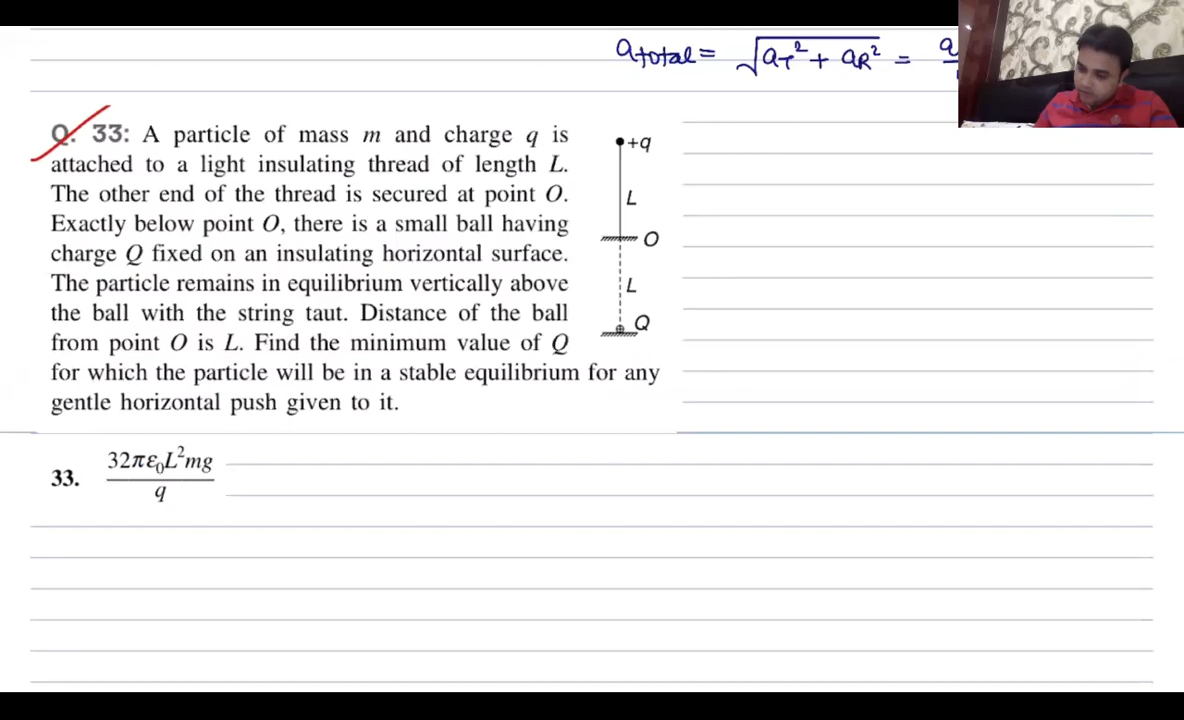 a_total = √(a_T² + a_R²) =
Q. 33: A particle of mass m and charge q is
attached to a light insulating thread of length L.
The other end of the thread is secured at point O.
Exactly below point O, there is a small ball having
charge Q fixed on an insulating horizontal surface.
The particle remains in equilibrium vertically above
the ball with the string taut. Distance of the ball
from point O is L. Find the minimum value of Q
for which the particle will be in a stable equilibrium for any
gentle horizontal push given to it.
+q
L
O
L
Q
33. 32πε₀L²mg
q